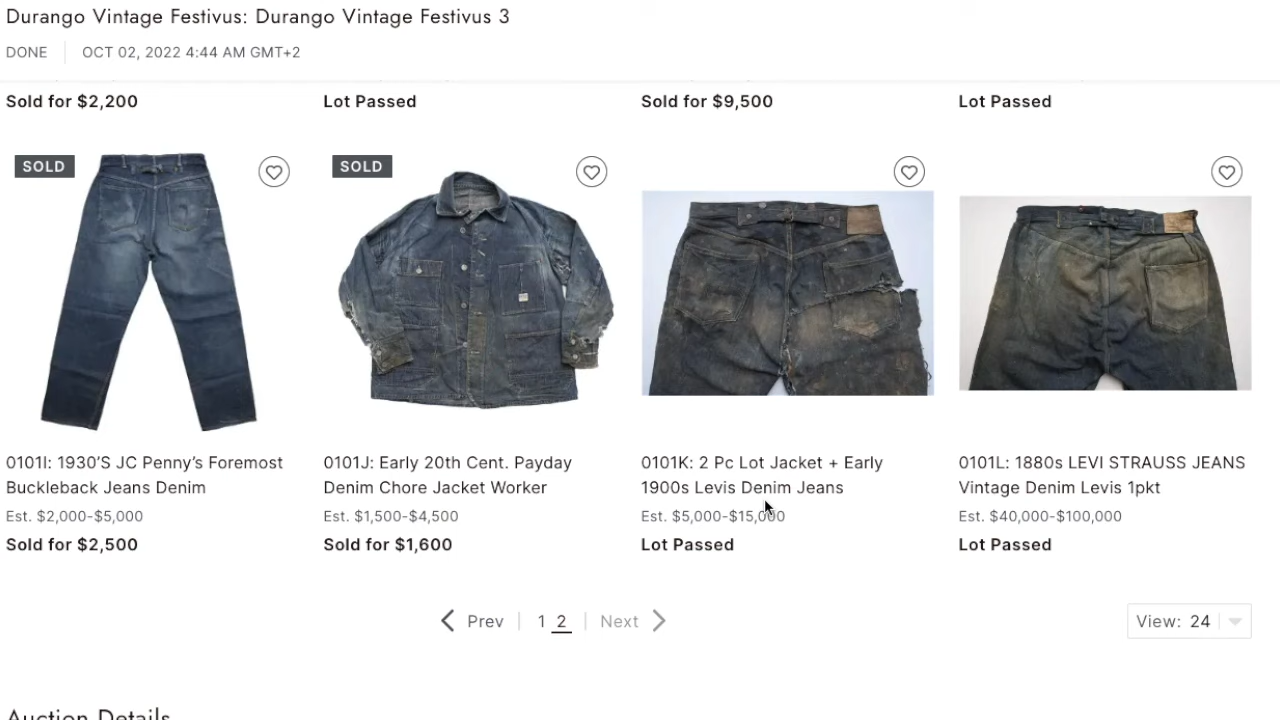 Durango Vintage Festivus: Durango Vintage Festivus 3
DONE OCT 02, 2022 4:44 AM GMT+2
Sold for $2,200
Lot Passed
Sold for $9,500
Lot Passed
SOLD
0101I: 1930'S JC Penny's Foremost
Buckleback Jeans Denim
Est. $2,000-$5,000
Sold for $2,500
SOLD
0101J: Early 20th Cent. Payday
Denim Chore Jacket Worker
Est. $1,500-$4,500
Sold for $1,600
0101K: 2 Pc Lot Jacket + Early
1900s Levis Denim Jeans
Est. $5,000-$15,000
Lot Passed
0101L: 1880s LEVI STRAUSS JEANS
Vintage Denim Levis 1pkt
Est. $40,000-$100,000
Lot Passed
Prev 1 2 Next
View: 24
Auction Details